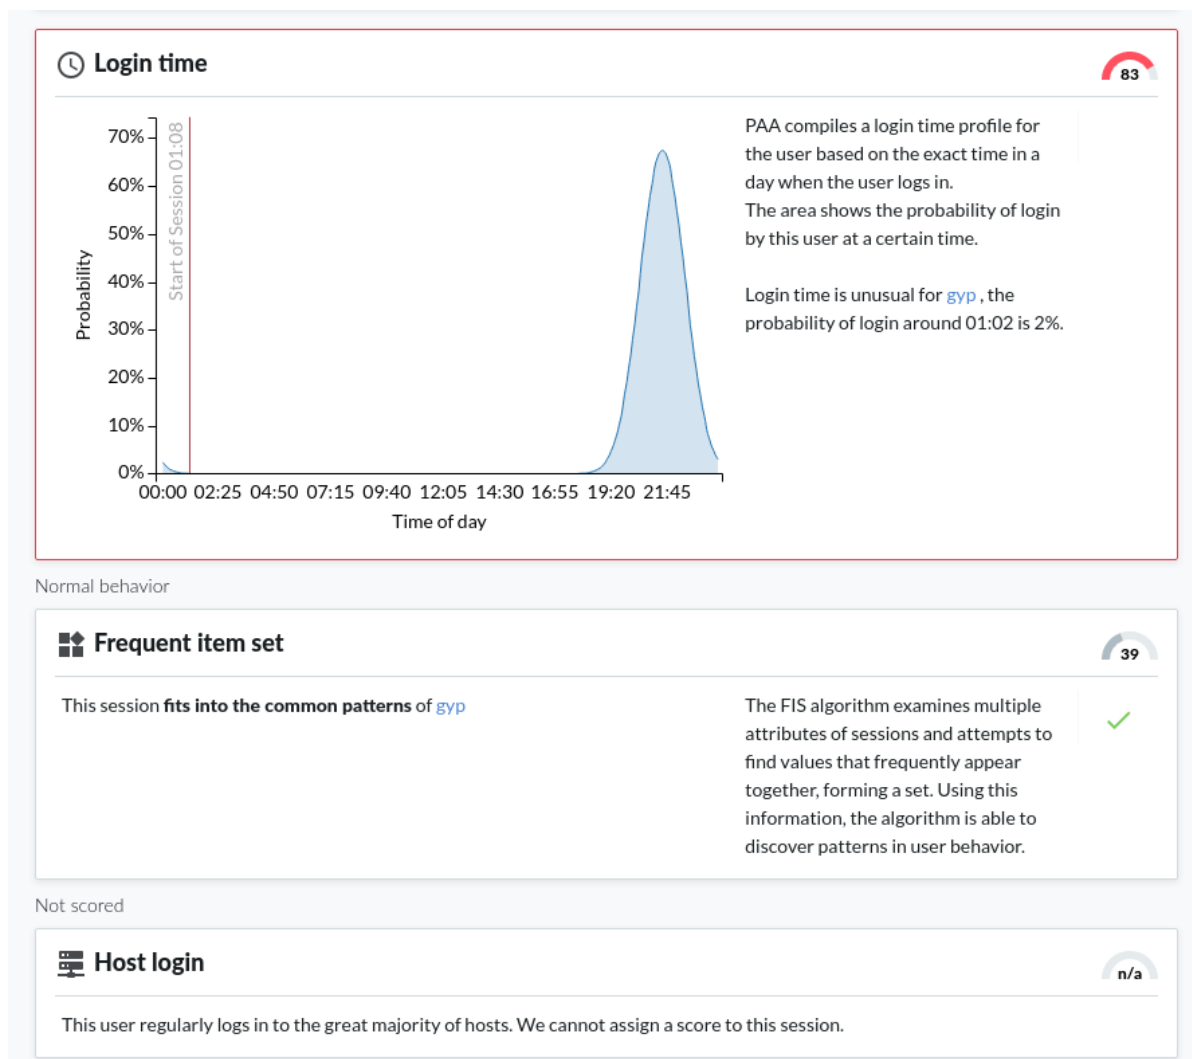 Login time
83
70%
60%
50%
40%
30%
20%
10%
0%
Probability
Start of Session 01:08
00:00 02:25 04:50 07:15 09:40 12:05 14:30 16:55 19:20 21:45
Time of day
PAA compiles a login time profile for
the user based on the exact time in a
day when the user logs in.
The area shows the probability of login
by this user at a certain time.
Login time is unusual for gyp , the
probability of login around 01:02 is 2%.
Normal behavior
Frequent item set
39
This session fits into the common patterns of gyp
The FIS algorithm examines multiple
attributes of sessions and attempts to
find values that frequently appear
together, forming a set. Using this
information, the algorithm is able to
discover patterns in user behavior.
Not scored
Host login
n/a
This user regularly logs in to the great majority of hosts. We cannot assign a score to this session.